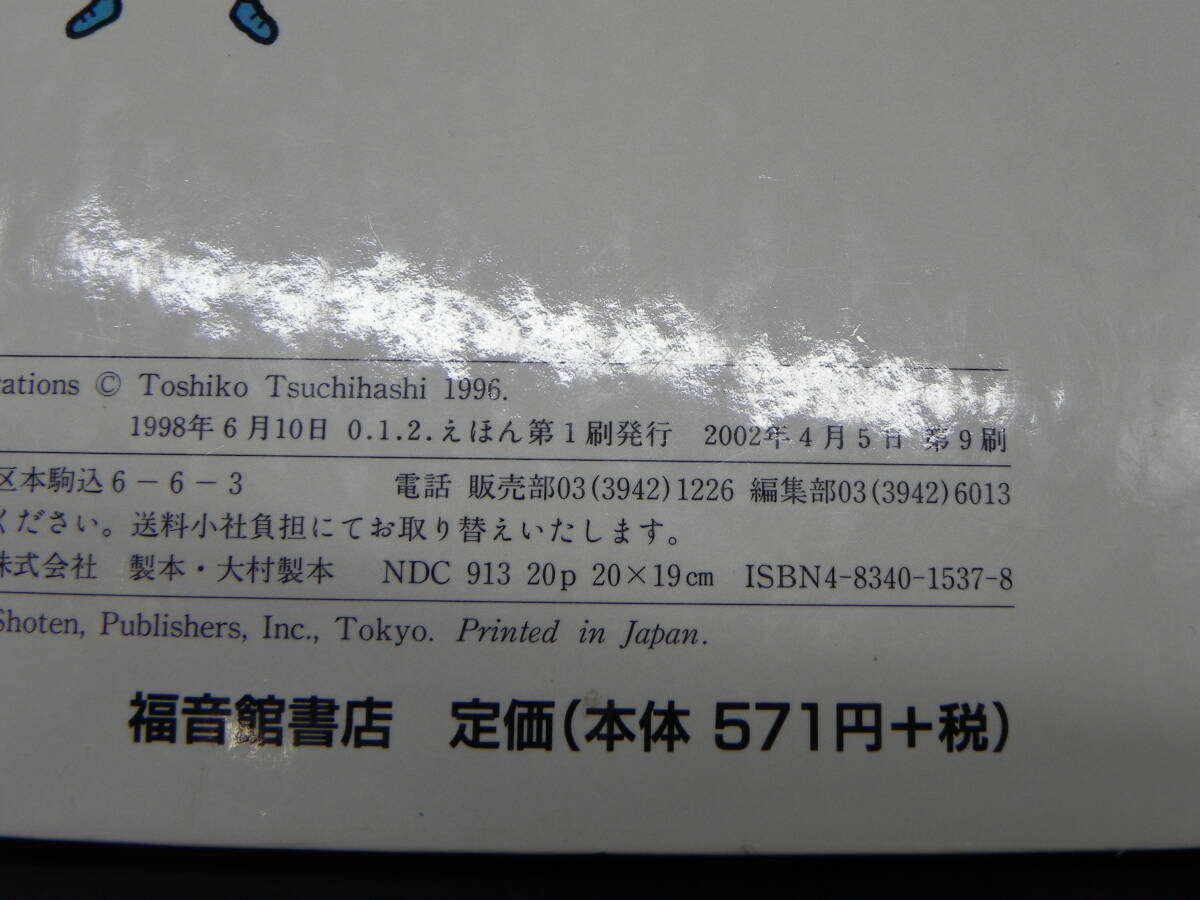 rations © Toshiko Tsuchihashi 1996.
1998年6月10日 0.1.2.えほん第1刷発行 2002年4月5日 第9刷
区本駒込6－6－3 電話 販売部03(3942)1226 編集部03(3942)6013
ください。送料小社負担にてお取り替えいたします。
株式会社 製本・大村製本 NDC 913 20p 20×19cm ISBN4-8340-1537-8
Shoten, Publishers, Inc., Tokyo. Printed in Japan.
福音館書店 定価(本体 571円+税)